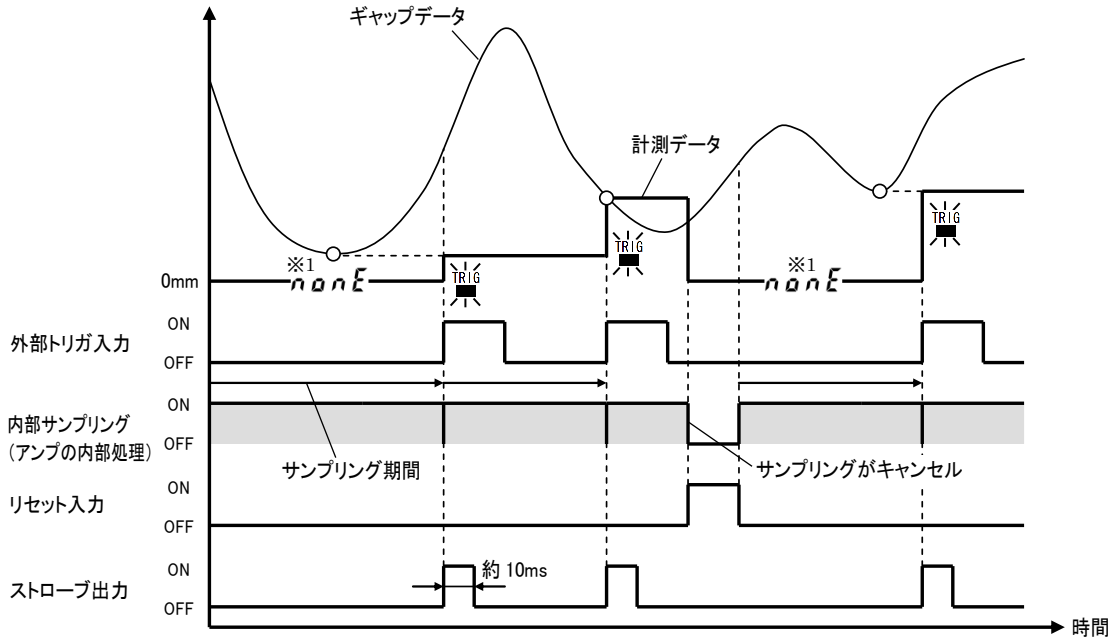 ギャップデータ
計測データ
※1
nonE
TRIG
TRIG
※1
nonE
TRIG
0mm
外部トリガ入力
ON
OFF
内部サンプリング
(アンプの内部処理)
ON
OFF
サンプリング期間
サンプリングがキャンセル
リセット入力
ON
OFF
ストローブ出力
ON
OFF
約 10ms
時間